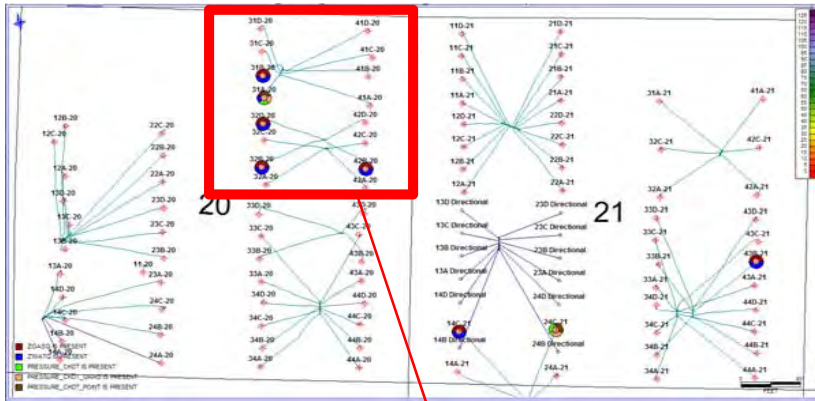 31D-20
41D-20
31C-20
41C-20
41B-20
31A-20
41A-20
32D-20
42D-20
32C-20
42C-20
32B-20
42B-20
32A-20
42A-20
12B-20
12C-20
22C-20
22B-20
12A-20
22A-20
13D-20
23D-20
13C-20
23C-20
13B-20
23B-20
13A-20
11-20
23A-20
14D-20
24C-20
14C-20
24B-20
14B-20
14A-20
24A-20
20
33D-20
43D-20
33C-20
43C-20
33B-20
43B-20
33A-20
43A-20
34D-20
44D-20
34C-20
44C-20
34B-20
44B-20
34A-20
44A-20
11D-21
21D-21
11C-21
21C-21
11B-21
21B-21
11A-21
21A-21
12D-21
22D-21
12C-21
22C-21
12B-21
22B-21
12A-21
22A-21
13D Directional
23D Directional
13C Directional
23C Directional
13B Directional
23B Directional
13A Directional
23A Directional
14D Directional
24D Directional
14C-21
24C-21
14B Directional
24B Directional
14A-21
24A-21
21
31A-21
41A-21
32C-21
42C-21
32A-21
42A-21
33D-21
43D-21
33C-21
43C-21
33B-21
43B-21
33A-21
43A-21
34D-21
44D-21
34C-21
44C-21
34B-21
44B-21
34A-21
44A-21
ZGASQ IS PRESENT
ZWATQ IS PRESENT
PRESSURE_CHDT IS PRESENT
PRESSURE_CHDT_POINT IS PRESENT
FEET